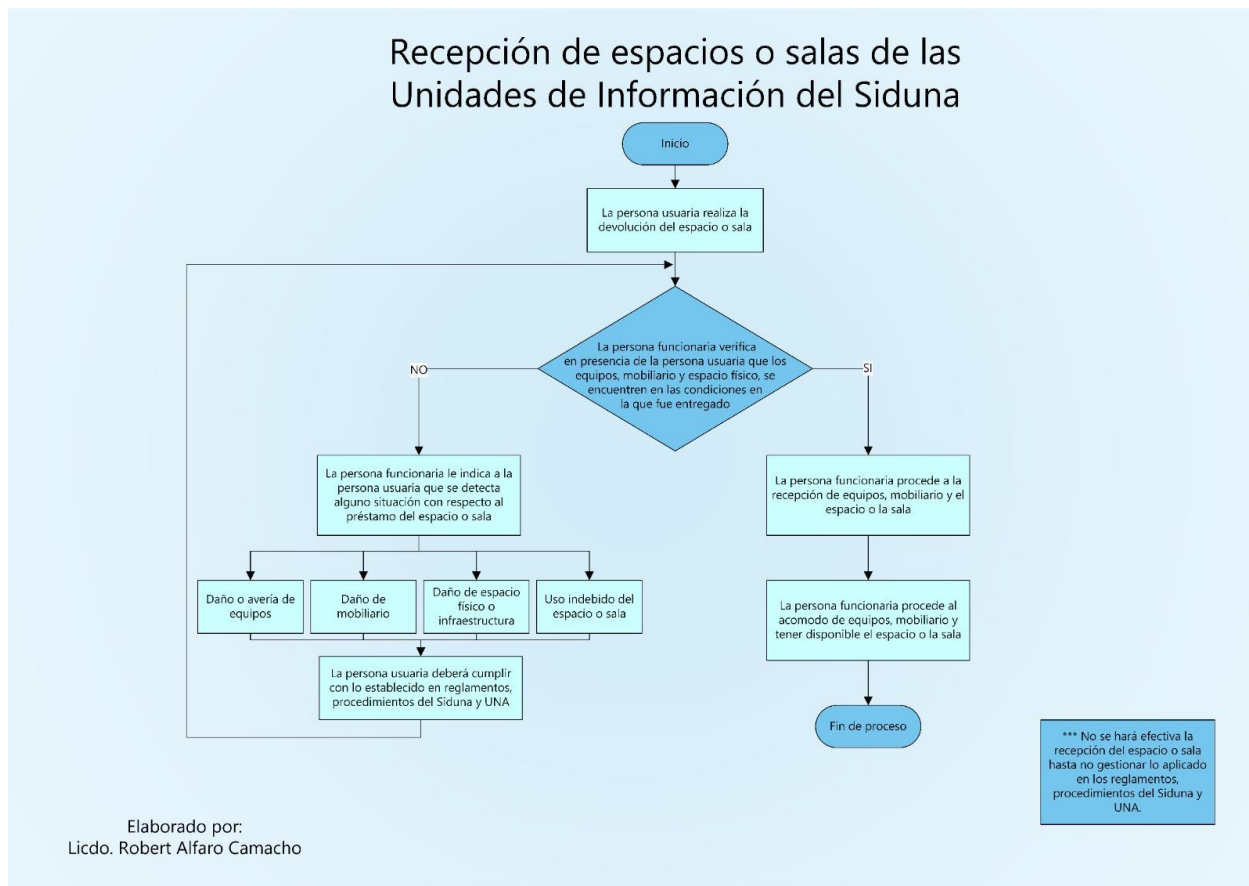 Recepción de espacios o salas de las
Unidades de Información del Siduna
Inicio
La persona usuaria realiza la
devolución del espacio o sala
La persona funcionaria verifica
en presencia de la persona usuaria que los
equipos, mobiliario y espacio físico, se
encuentren en las condiciones en
la que fue entregado
NO
SI
La persona funcionaria le indica a la
persona usuaria que se detecta
alguno situación con respecto al
préstamo del espacio o sala
La persona funcionaria procede a la
recepción de equipos, mobiliario y el
espacio o la sala
Daño o avería de
equipos
Daño de
mobiliario
Daño de espacio
físico o
infraestructura
Uso indebido del
espacio o sala
La persona funcionaria procede al
acomodo de equipos, mobiliario y
tener disponible el espacio o la sala
La persona usuaria deberá cumplir
con lo establecido en reglamentos,
procedimientos del Siduna y UNA
Fin de proceso
*** No se hará efectiva la
recepción del espacio o sala
hasta no gestionar lo aplicado
en los reglamentos,
procedimientos del Siduna y
UNA.
Elaborado por:
Licdo. Robert Alfaro Camacho